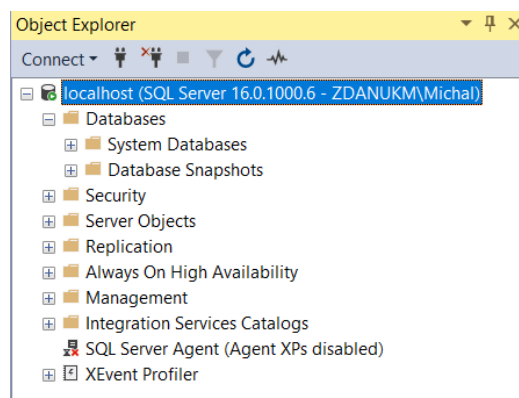 Object Explorer
Connect
localhost (SQL Server 16.0.1000.6 - ZDANUKM\Michal)
Databases
System Databases
Database Snapshots
Security
Server Objects
Replication
Always On High Availability
Management
Integration Services Catalogs
SQL Server Agent (Agent XPs disabled)
XEvent Profiler